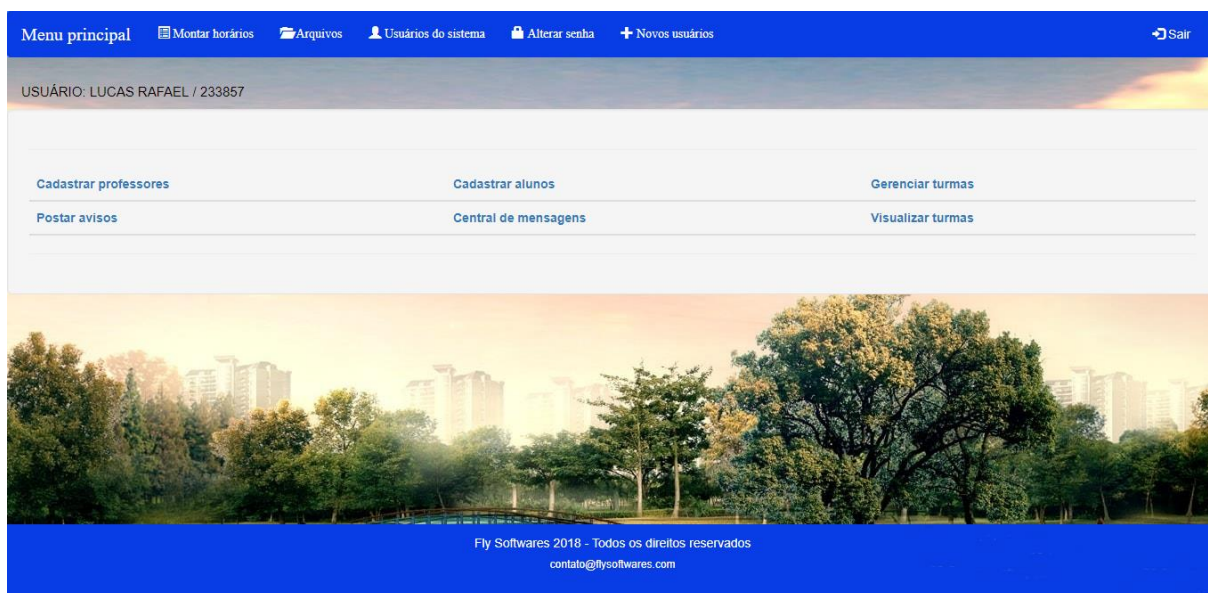 Menu principal Montar horários Arquivos Usuários do sistema Alterar senha Novos usuários Sair
USUÁRIO: LUCAS RAFAEL / 233857
Cadastrar professores Cadastrar alunos Gerenciar turmas
Postar avisos Central de mensagens Visualizar turmas
Fly Softwares 2018 - Todos os direitos reservados
contato@flysoftwares.com